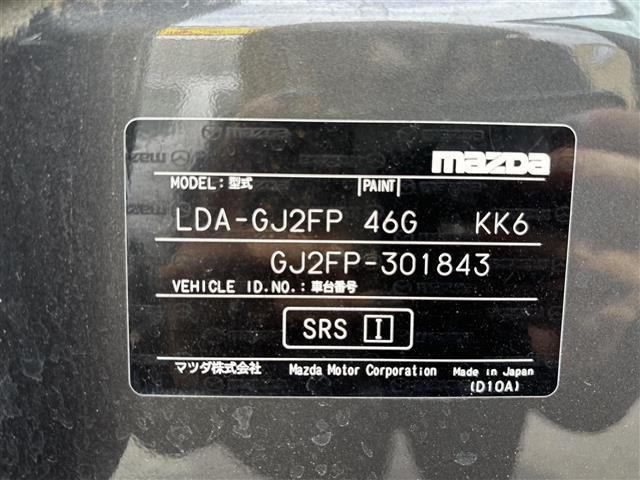 mazda
MODEL: 型式 PAINT
LDA-GJ2FP 46G KK6
GJ2FP-301843
VEHICLE ID.NO.: 車台番号
SRS I
マツダ株式会社 Mazda Motor Corporation Made in Japan
(D10A)